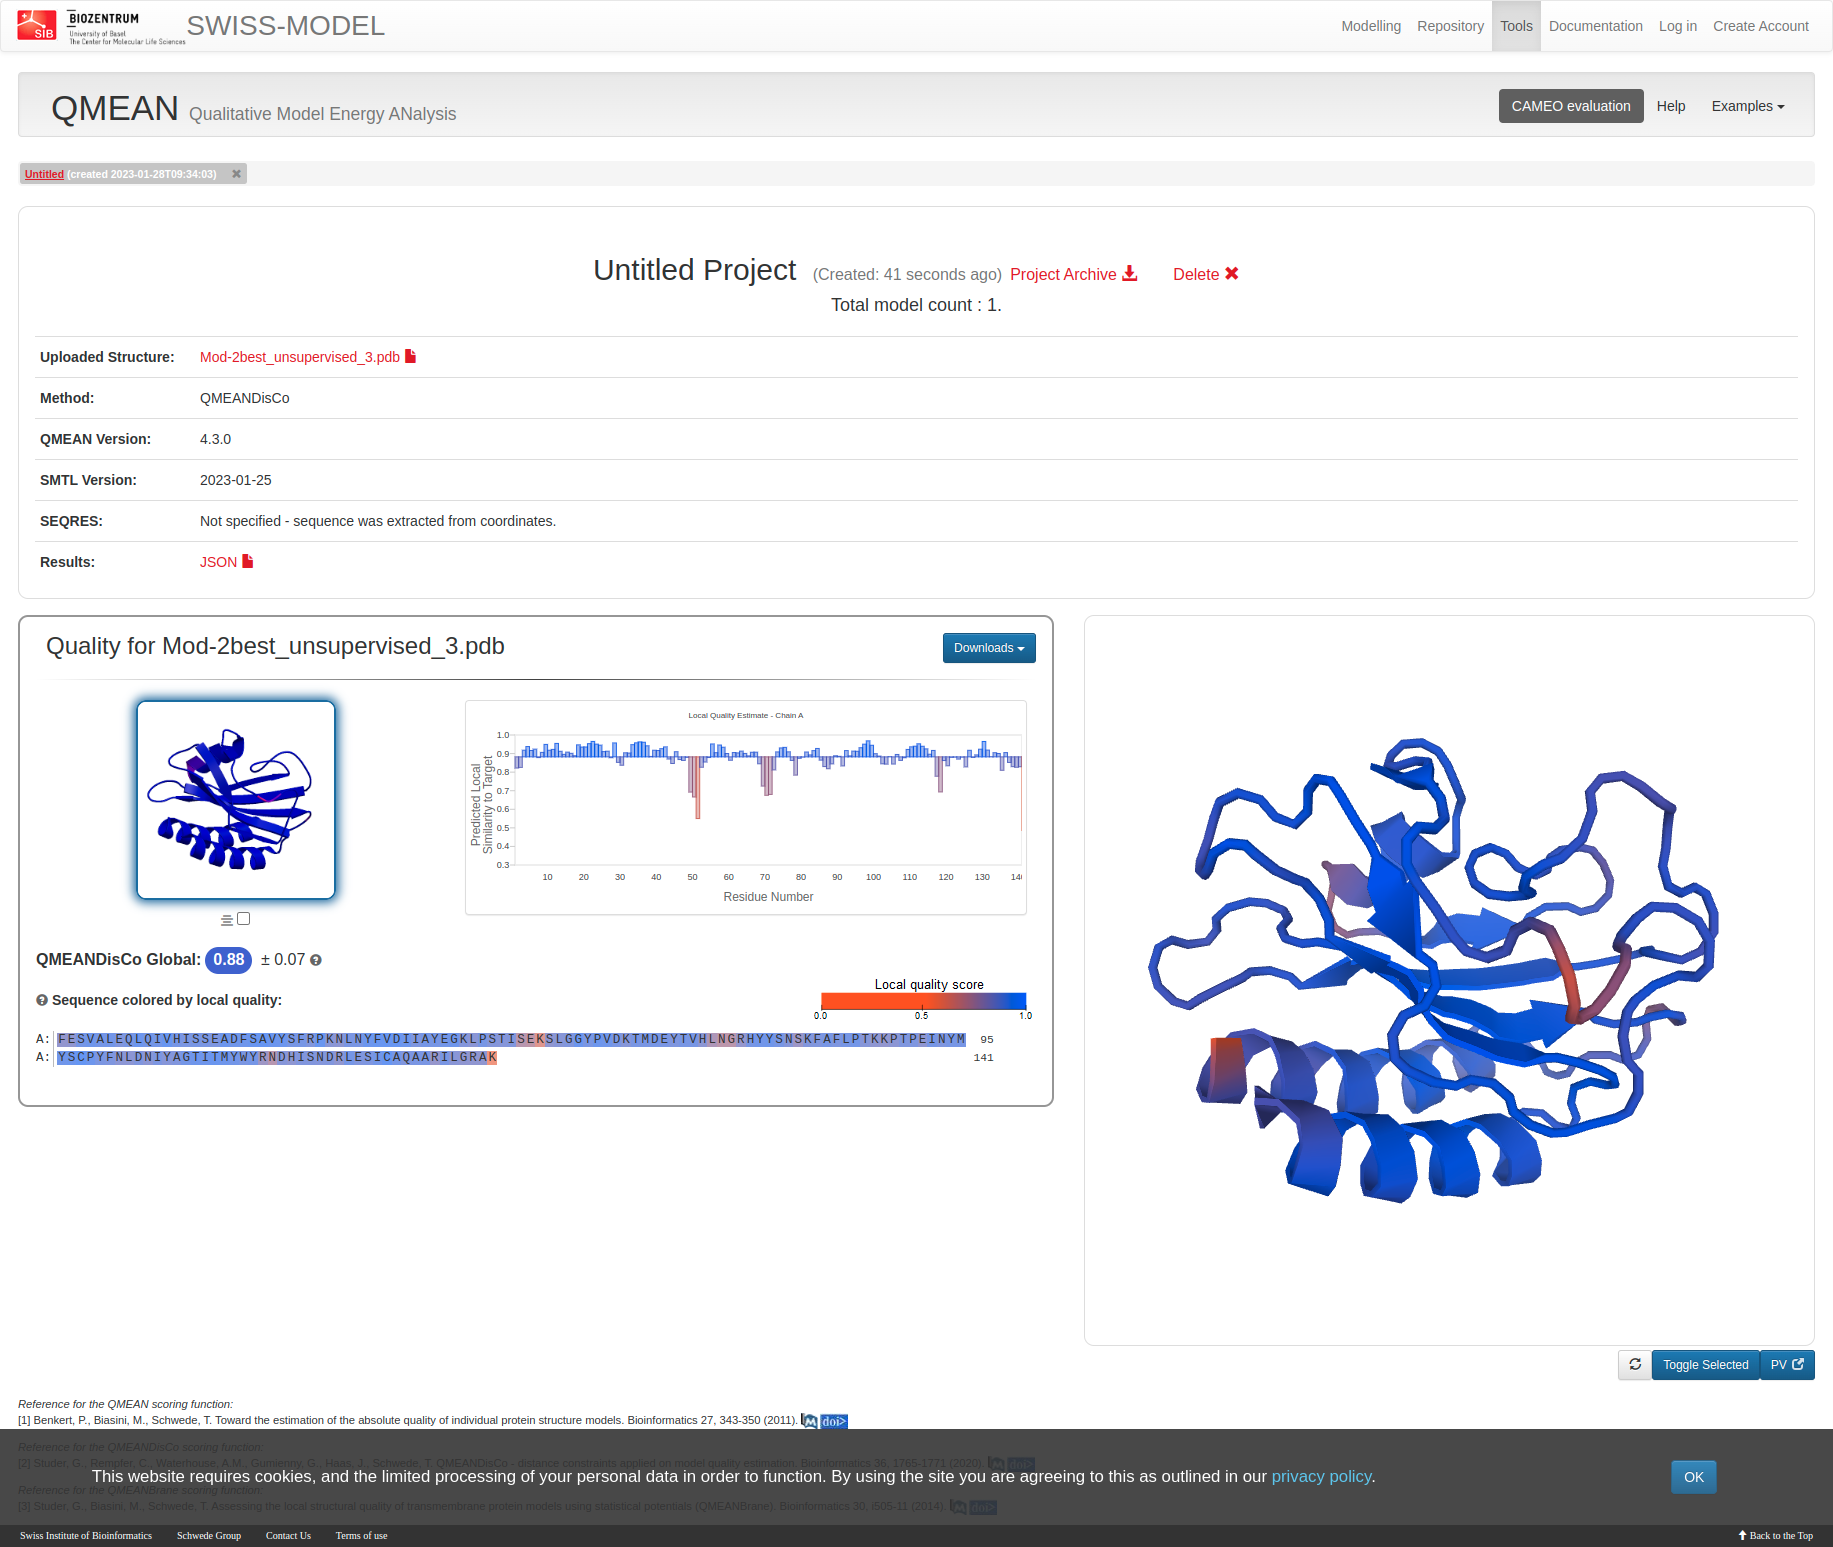 SIB
BIOZENTRUM
University of Basel
The Center for Molecular Life Sciences
SWISS-MODEL
Modelling Repository Tools Documentation Log in Create Account
QMEAN Qualitative Model Energy ANalysis
CAMEO evaluation Help Examples
Untitled (created 2023-01-28T09:34:03) ✖
Untitled Project (Created: 41 seconds ago) Project Archive Delete ✖
Total model count : 1.
Uploaded Structure: Mod-2best_unsupervised_3.pdb
Method: QMEANDisCo
QMEAN Version: 4.3.0
SMTL Version: 2023-01-25
SEQRES: Not specified - sequence was extracted from coordinates.
Results: JSON
Quality for Mod-2best_unsupervised_3.pdb
Downloads
Local Quality Estimate - Chain A
Predicted Local
Similarity to Target
1.0
0.9
0.8
0.7
0.6
0.5
0.4
0.3
10 20 30 40 50 60 70 80 90 100 110 120 130 14
Residue Number
QMEANDisCo Global: 0.88 ± 0.07
Sequence colored by local quality:
Local quality score
0.0 0.5 1.0
A: FESVALEQLQIVHISSEADFSAVYSFRPKNLNYFVDIIAYEGKLPSTISEKSLGGYPVDKTMDEYTVHLNGRHYYSNSKFAFLPTKKPTPEINYM 95
A: YSCPYFNLDNIYAGTITMYWYRNDHISNDRLESICAQAARILGRAK 141
Toggle Selected PV
Reference for the QMEAN scoring function:
[1] Benkert, P., Biasini, M., Schwede, T. Toward the estimation of the absolute quality of individual protein structure models. Bioinformatics 27, 343-350 (2011). M doi>
Reference for the QMEANDisCo scoring function:
[2] Studer, G., Rempfer, C., Waterhouse, A.M., Gumienny, G., Haas, J., Schwede, T. QMEANDisCo - distance constraints applied on model quality estimation. Bioinformatics 36, 1765-1771 (2020). M doi>
This website requires cookies, and the limited processing of your personal data in order to function. By using the site you are agreeing to this as outlined in our privacy policy.
OK
Reference for the QMEANBrane scoring function:
[3] Studer, G., Biasini, M., Schwede, T. Assessing the local structural quality of transmembrane protein models using statistical potentials (QMEANBrane). Bioinformatics 30, i505-11 (2014). M doi>
Swiss Institute of Bioinformatics Schwede Group Contact Us Terms of use
Back to the Top